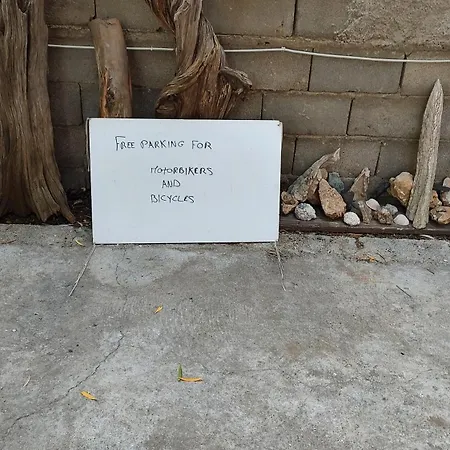 FREE PARKING FOR
MOTORBIKERS
AND
BICYCLES